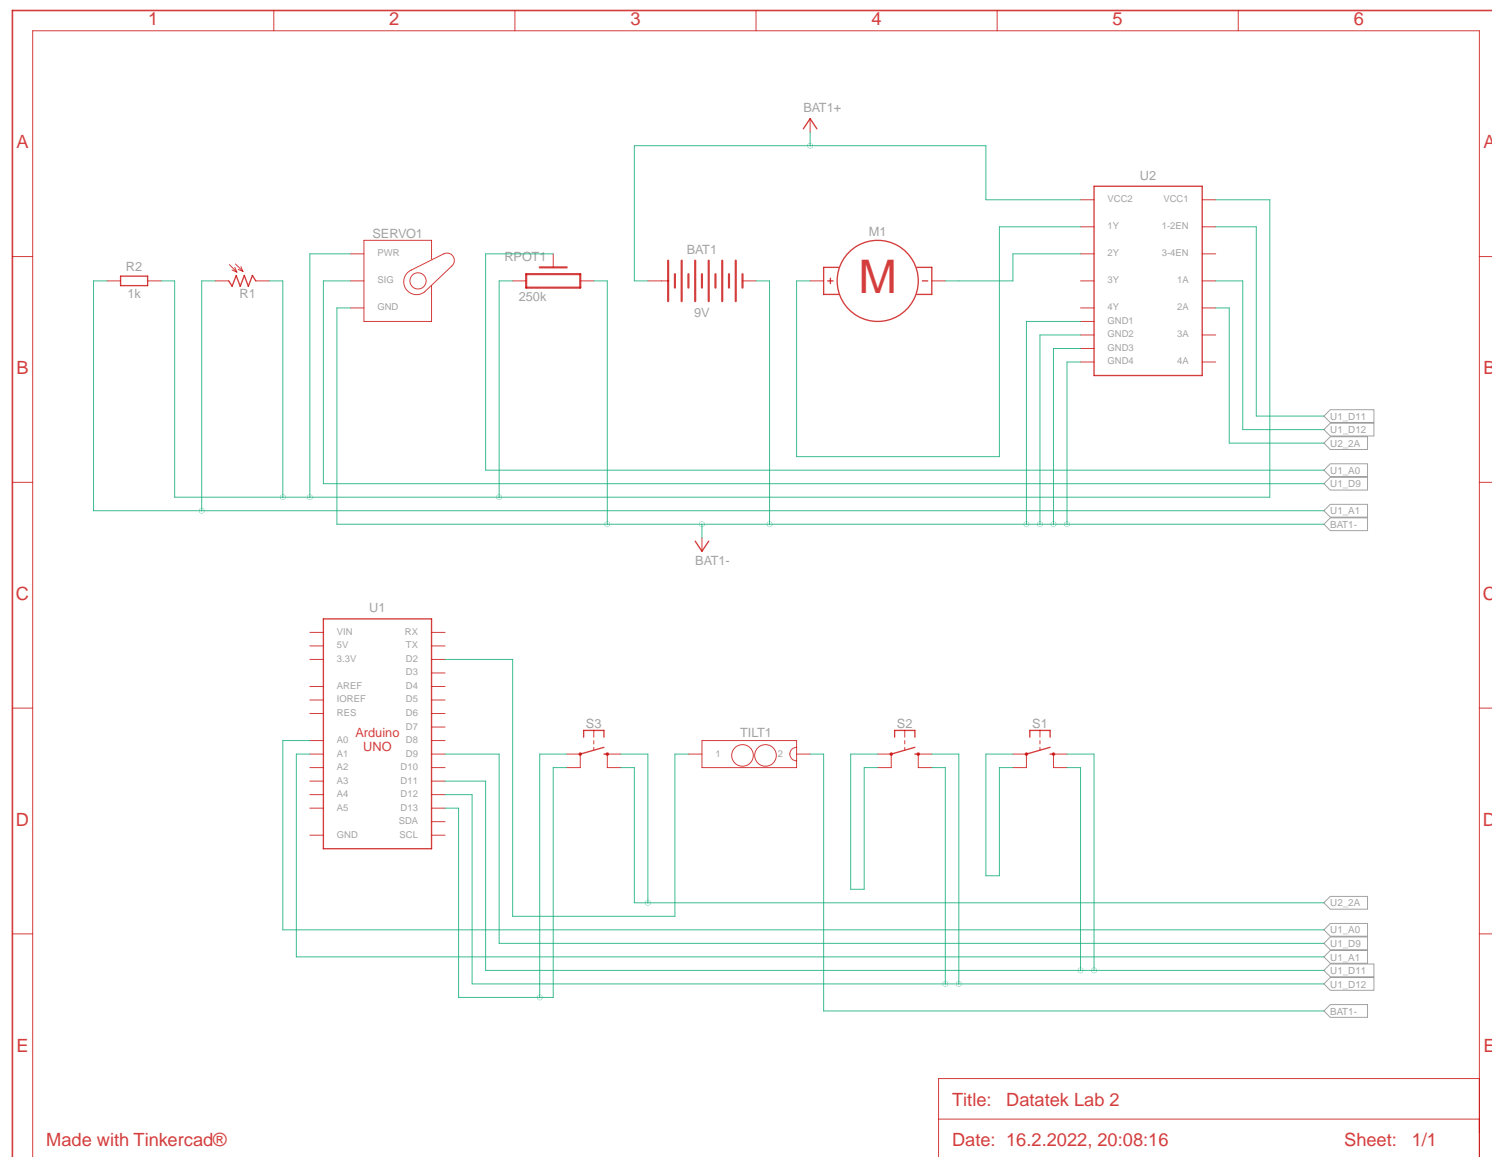 1 2 3 4 5 6
BAT1+
A A
U2
VCC2 VCC1
1Y 1-2EN
2Y 3-4EN
3Y 1A
4Y 2A
GND1
GND2 3A
GND3
GND4 4A
SERVO1
PWR
SIG
GND
M1
M
+ -
RPOT1
250k
BAT1
9V
R2
1k
R1
B B
U1_D11
U1_D12
U2_2A
U1_A0
U1_D9
U1_A1
BAT1-
BAT1-
C C
U1
VIN RX
5V TX
3.3V D2
D3
AREF D4
IOREF D5
RES D6
D7
Arduino
UNO
A0 D8
A1 D9
A2 D10
A3 D11
A4 D12
A5 D13
SDA
GND SCL
S3
TILT1
1 2
S2
S1
D D
U2_2A
U1_A0
U1_D9
U1_A1
U1_D11
U1_D12
BAT1-
E E
Title: Datatek Lab 2
Made with Tinkercad®
Date: 16.2.2022, 20:08:16 Sheet: 1/1